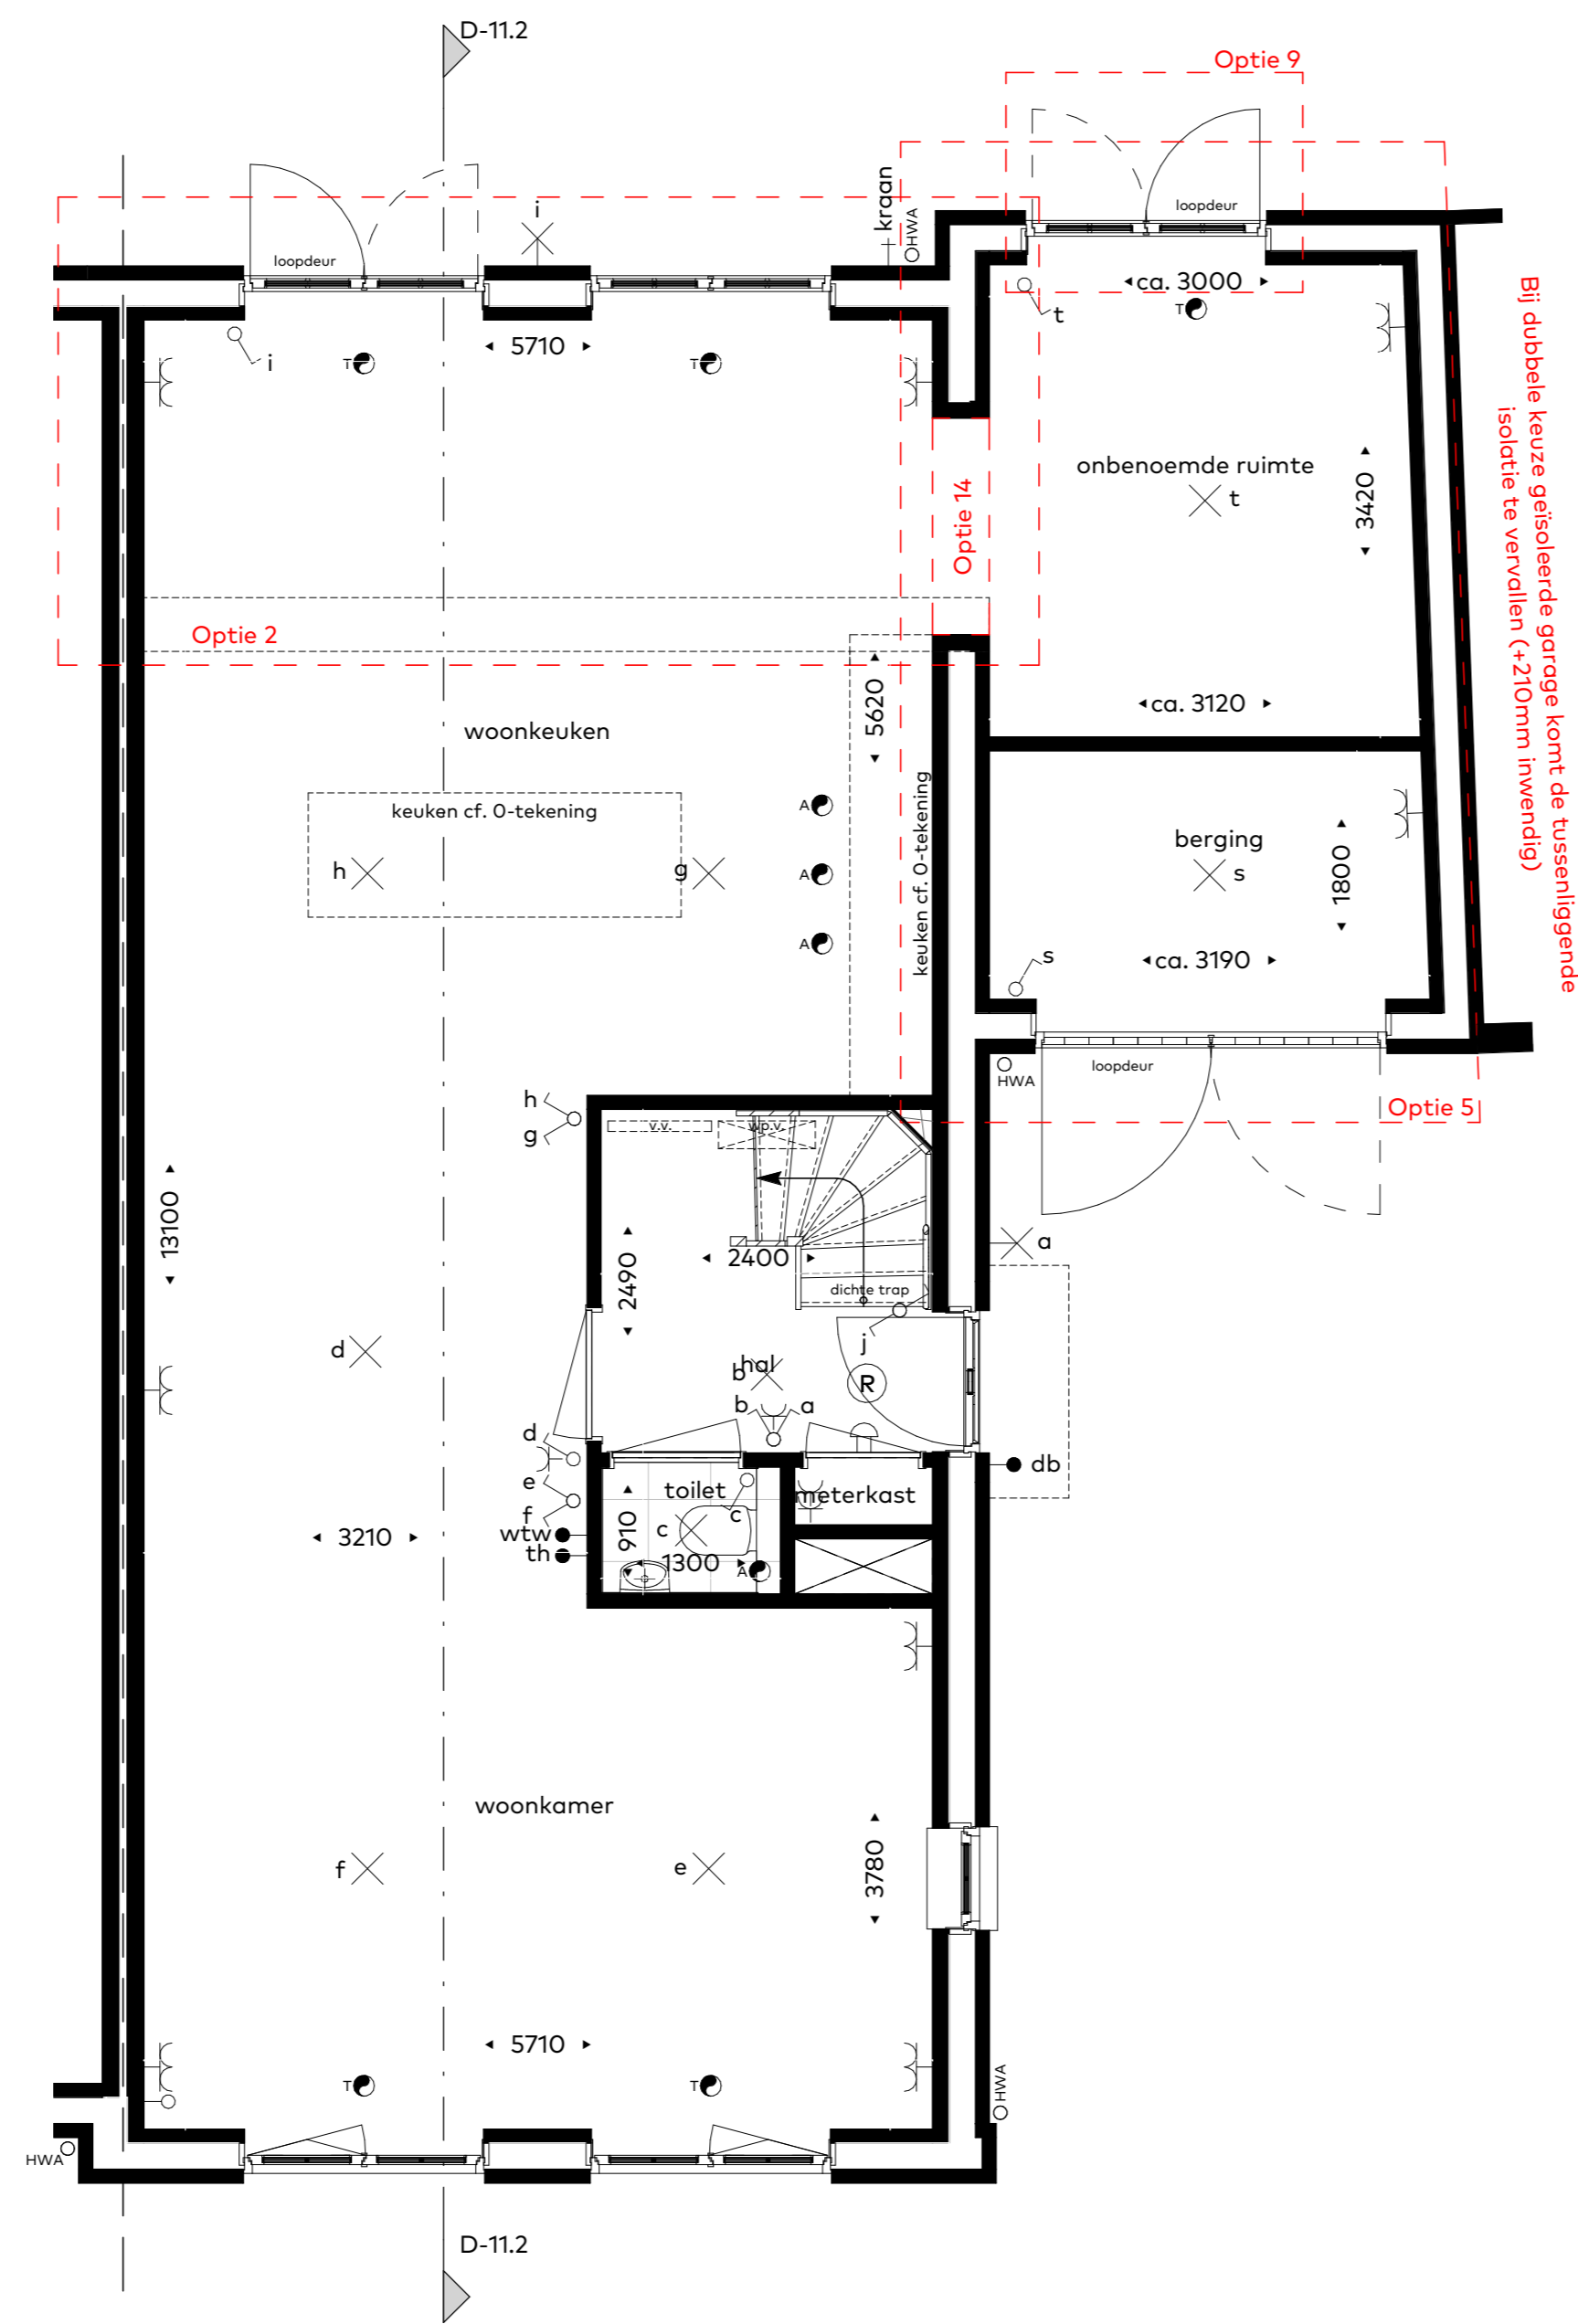 D-11.2
Optie 9
kraan
HWA
i
loopdeur
loopdeur
ca. 3000
T
t
i
T
5710
T
onbenoemde ruimte
t
3420
Optie 14
Bij dubbele keuze geïsoleerde garage komt de tussenliggende
isolatie te vervallen (+210mm inwendig)
Optie 2
5620
ca. 3120
woonkeuken
keuken cf. 0-tekening
keuken cf. 0-tekening
A
h
g
A
A
berging
s
1800
ca. 3190
s
HWA
loopdeur
Optie 5
h
g
v.v.
wp.v.
13100
2490
2400
dichte trap
a
j
d
hal
b
R
b
a
d
e
f
wtw
th
db
toilet
c
c
meterkast
910
1300
A
3210
woonkamer
f
e
3780
5710
T
T
HWA
HWA
D-11.2